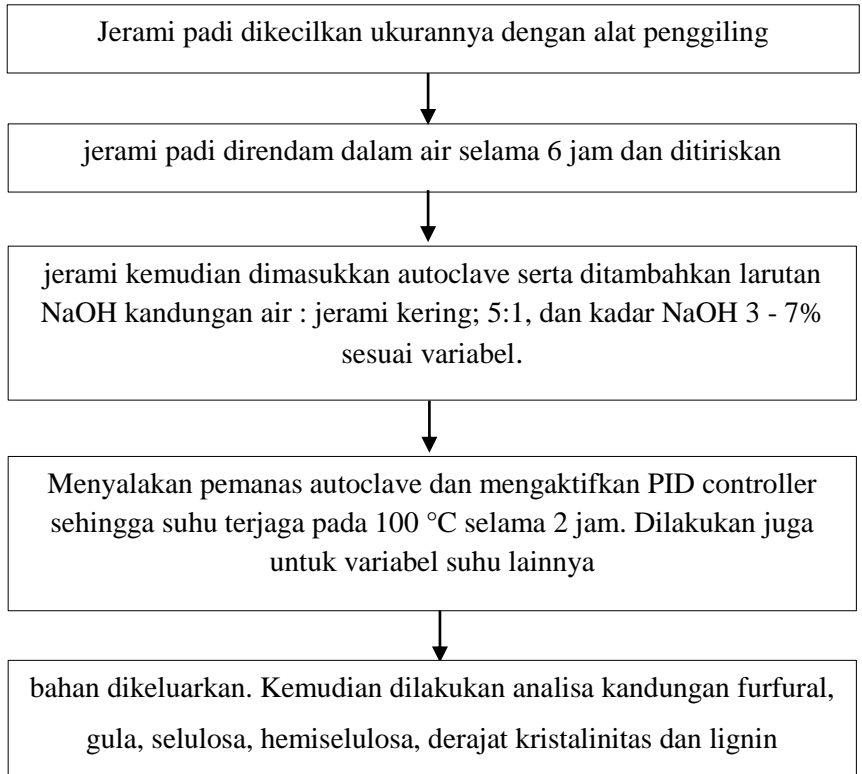 Jerami padi dikecilkan ukurannya dengan alat penggiling
jerami padi direndam dalam air selama 6 jam dan ditiriskan
jerami kemudian dimasukkan autoclave serta ditambahkan larutan
NaOH kandungan air : jerami kering; 5:1, dan kadar NaOH 3 - 7%
sesuai variabel.
Menyalakan pemanas autoclave dan mengaktifkan PID controller
sehingga suhu terjaga pada 100 °C selama 2 jam. Dilakukan juga
untuk variabel suhu lainnya
bahan dikeluarkan. Kemudian dilakukan analisa kandungan furfural,
gula, selulosa, hemiselulosa, derajat kristalinitas dan lignin